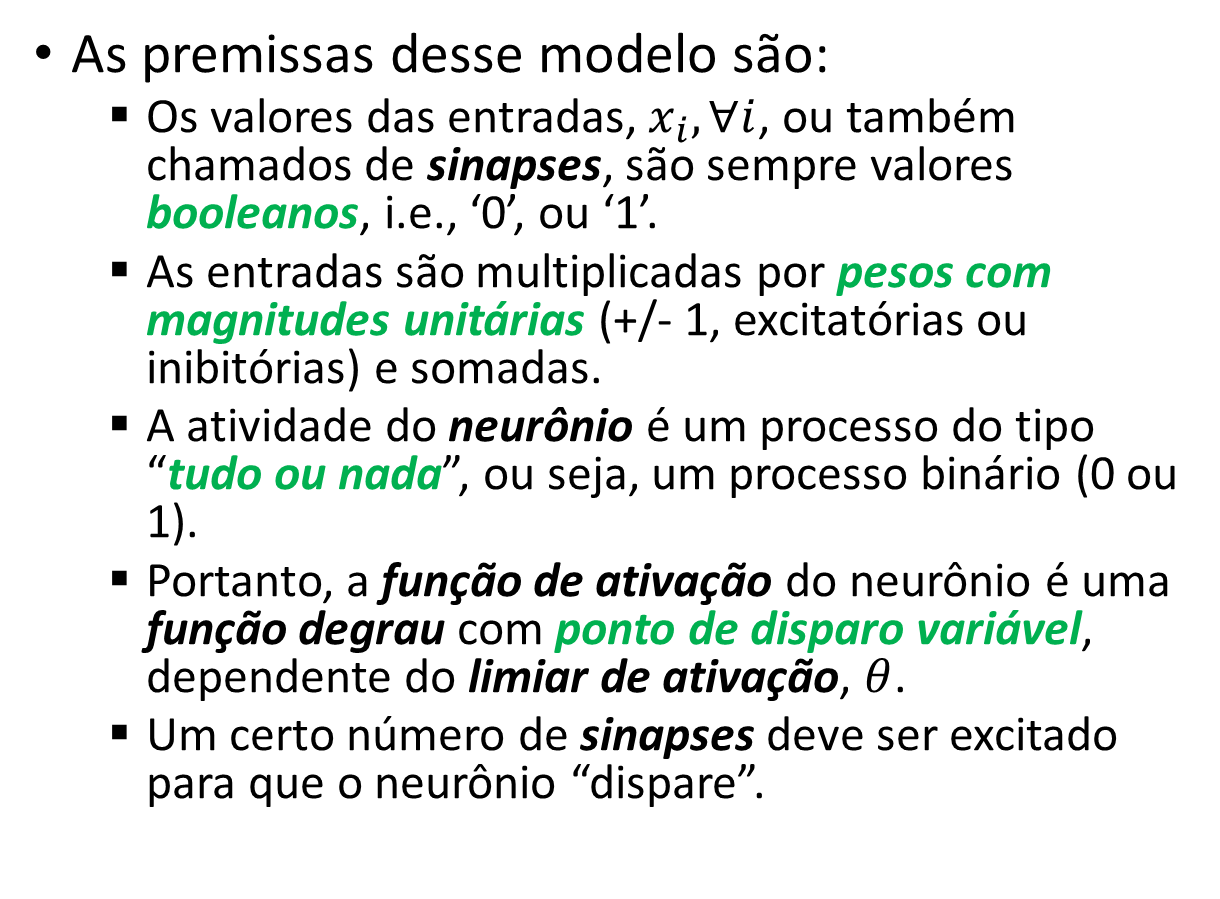 • As premissas desse modelo são:
▪ Os valores das entradas, 𝑥ᵢ, ∀𝑖, ou também
chamados de sinapses, são sempre valores
booleanos, i.e., ‘0’, ou ‘1’.
▪ As entradas são multiplicadas por pesos com
magnitudes unitárias (+/- 1, excitatórias ou
inibitórias) e somadas.
▪ A atividade do neurônio é um processo do tipo
“tudo ou nada”, ou seja, um processo binário (0 ou
1).
▪ Portanto, a função de ativação do neurônio é uma
função degrau com ponto de disparo variável,
dependente do limiar de ativação, 𝜃.
▪ Um certo número de sinapses deve ser excitado
para que o neurônio “dispare”.